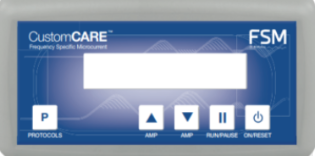 CustomCARE™
Frequency Specific Microcurrent
FSM
P
PROTOCOLS
AMP
AMP
RUN/PAUSE
ON/RESET